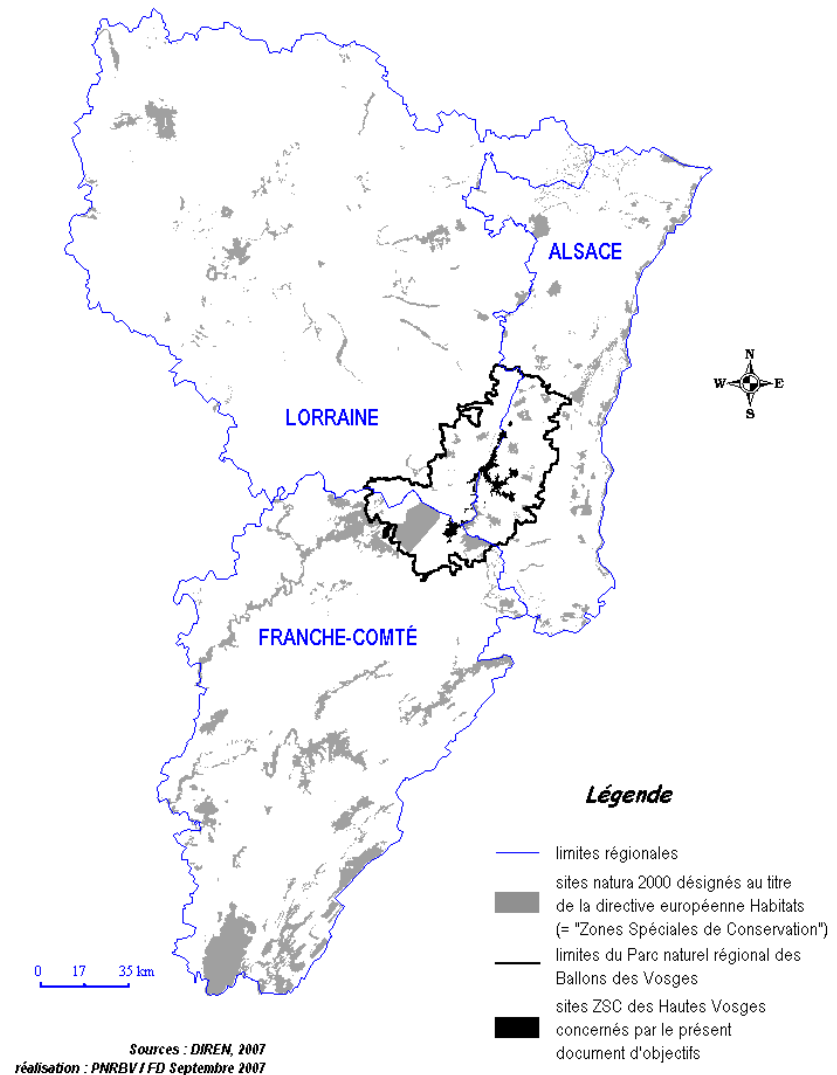 ALSACE
N
W E
S
LORRAINE
FRANCHE-COMTÉ
Légende
limites régionales
sites natura 2000 désignés au titre
de la directive européenne Habitats
(= "Zones Spéciales de Conservation")
limites du Parc naturel régional des
Ballons des Vosges
sites ZSC des Hautes Vosges
concernés par le présent
document d'objectifs
0 17 35 km
Sources : DIREN, 2007
réalisation : PNRBV / FD Septembre 2007